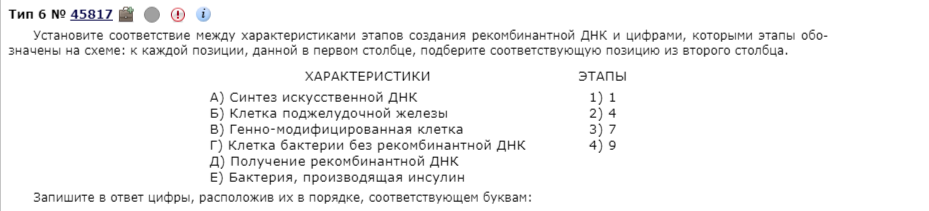 Тип 6 № 45817
Установите соответствие между характеристиками этапов создания рекомбинантной ДНК и цифрами, которыми этапы обо-
значены на схеме: к каждой позиции, данной в первом столбце, подберите соответствующую позицию из второго столбца.
ХАРАКТЕРИСТИКИ ЭТАПЫ
А) Синтез искусственной ДНК 1) 1
Б) Клетка поджелудочной железы 2) 4
В) Генно-модифицированная клетка 3) 7
Г) Клетка бактерии без рекомбинантной ДНК 4) 9
Д) Получение рекомбинантной ДНК
Е) Бактерия, производящая инсулин
Запишите в ответ цифры, расположив их в порядке, соответствующем буквам: